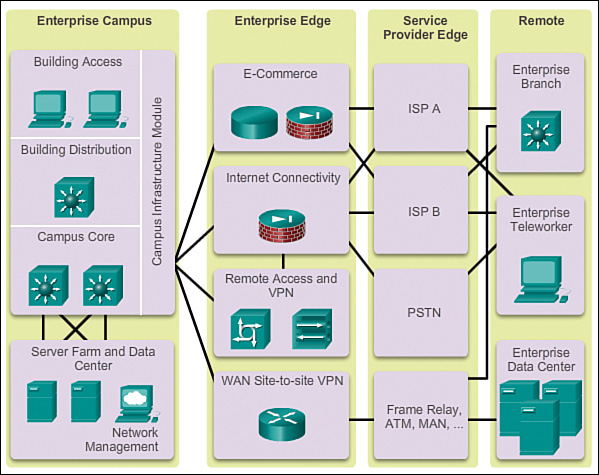 Enterprise Campus
Enterprise Edge
Service
Provider Edge
Remote
Building Access
Building Distribution
Campus Core
Campus Infrastructure Module
Server Farm and Data
Center
Network
Management
E-Commerce
Internet Connectivity
Remote Access and
VPN
WAN Site-to-site VPN
ISP A
ISP B
PSTN
Frame Relay,
ATM, MAN, ...
Enterprise
Branch
Enterprise
Teleworker
Enterprise
Data Center